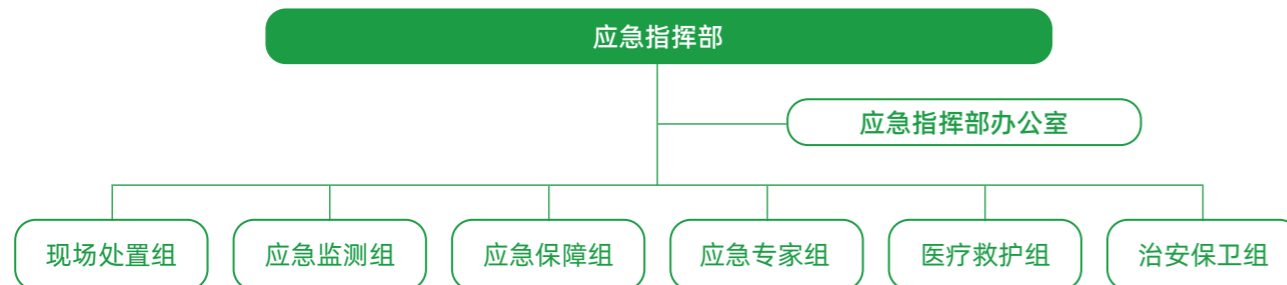 应急指挥部
应急指挥部办公室
现场处置组
应急监测组
应急保障组
应急专家组
医疗救护组
治安保卫组